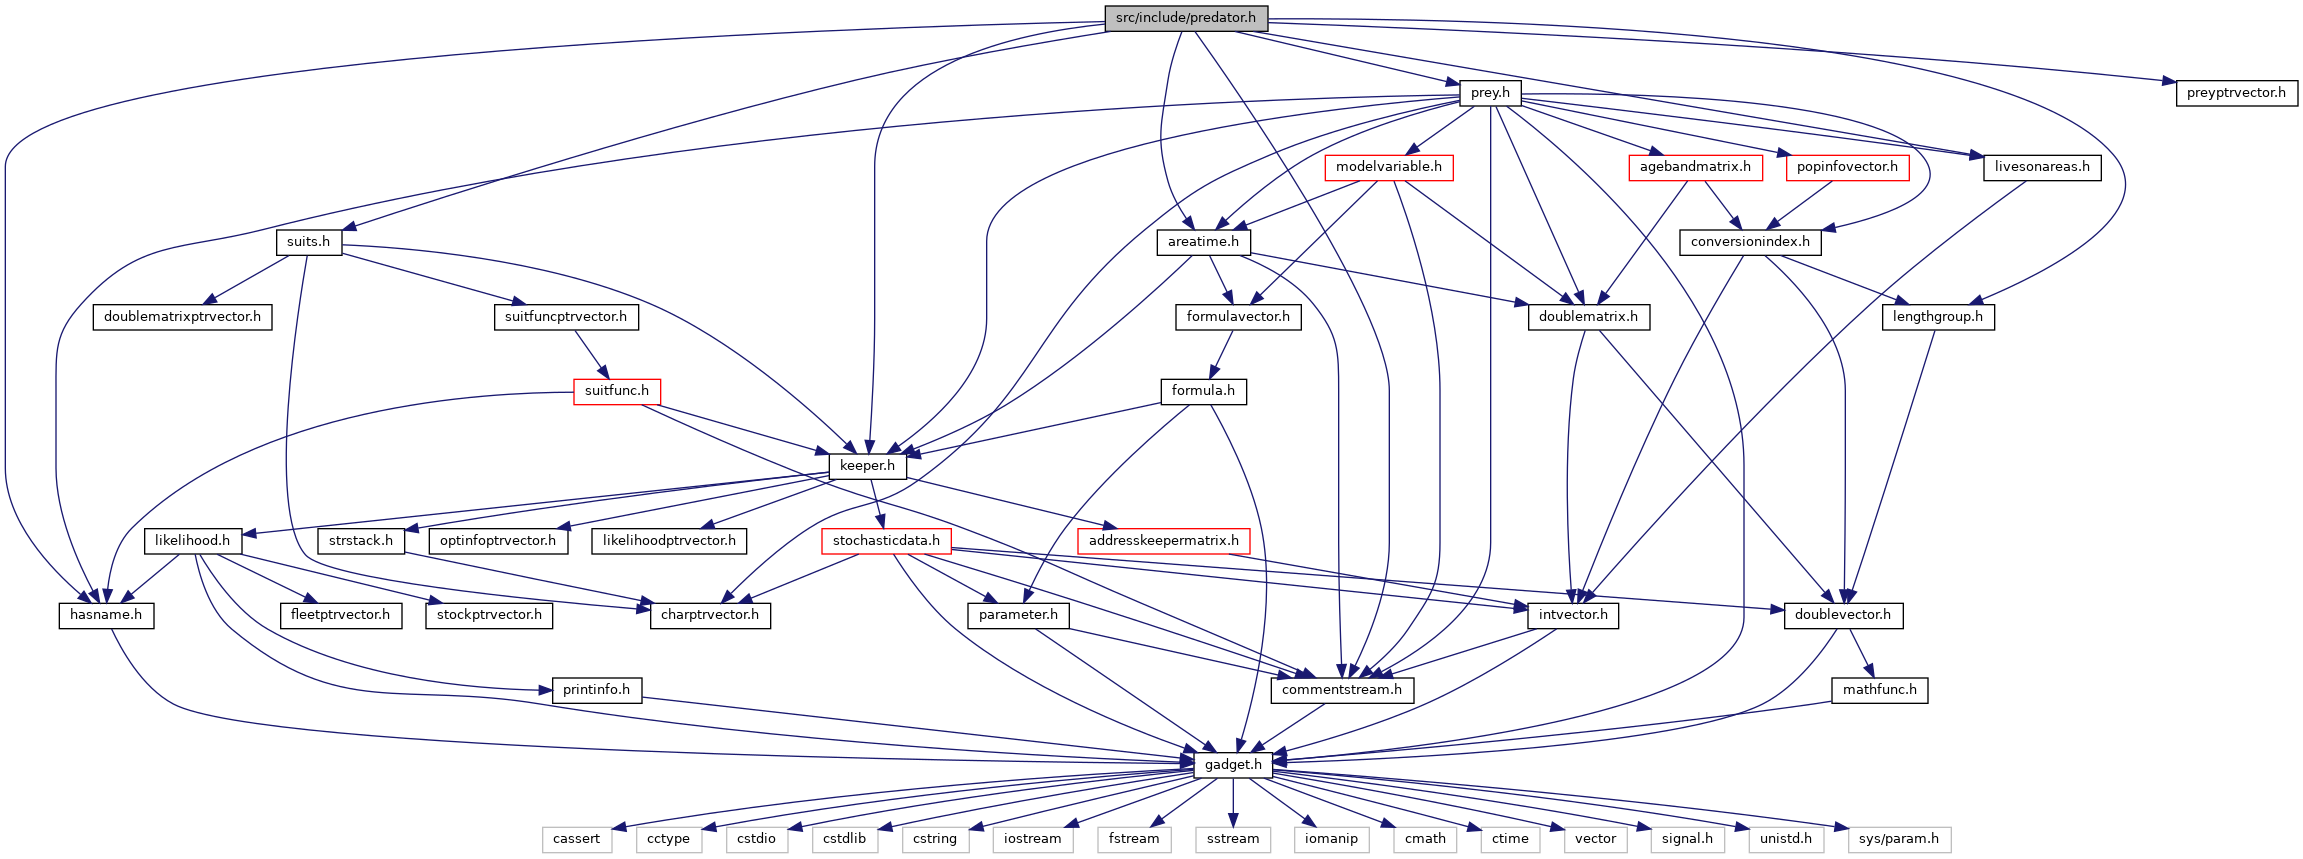 src/include/predator.h
prey.h
preyptrvector.h
modelvariable.h
agebandmatrix.h
popinfovector.h
livesonareas.h
suits.h
areatime.h
conversionindex.h
doublematrixptrvector.h
suitfuncptrvector.h
formulavector.h
doublematrix.h
lengthgroup.h
suitfunc.h
formula.h
keeper.h
likelihood.h
strstack.h
optinfoptrvector.h
likelihoodptrvector.h
stochasticdata.h
addresskeepermatrix.h
hasname.h
fleetptrvector.h
stockptrvector.h
charptrvector.h
parameter.h
intvector.h
doublevector.h
printinfo.h
commentstream.h
mathfunc.h
gadget.h
cassert
cctype
cstdio
cstdlib
cstring
iostream
fstream
sstream
iomanip
cmath
ctime
vector
signal.h
unistd.h
sys/param.h